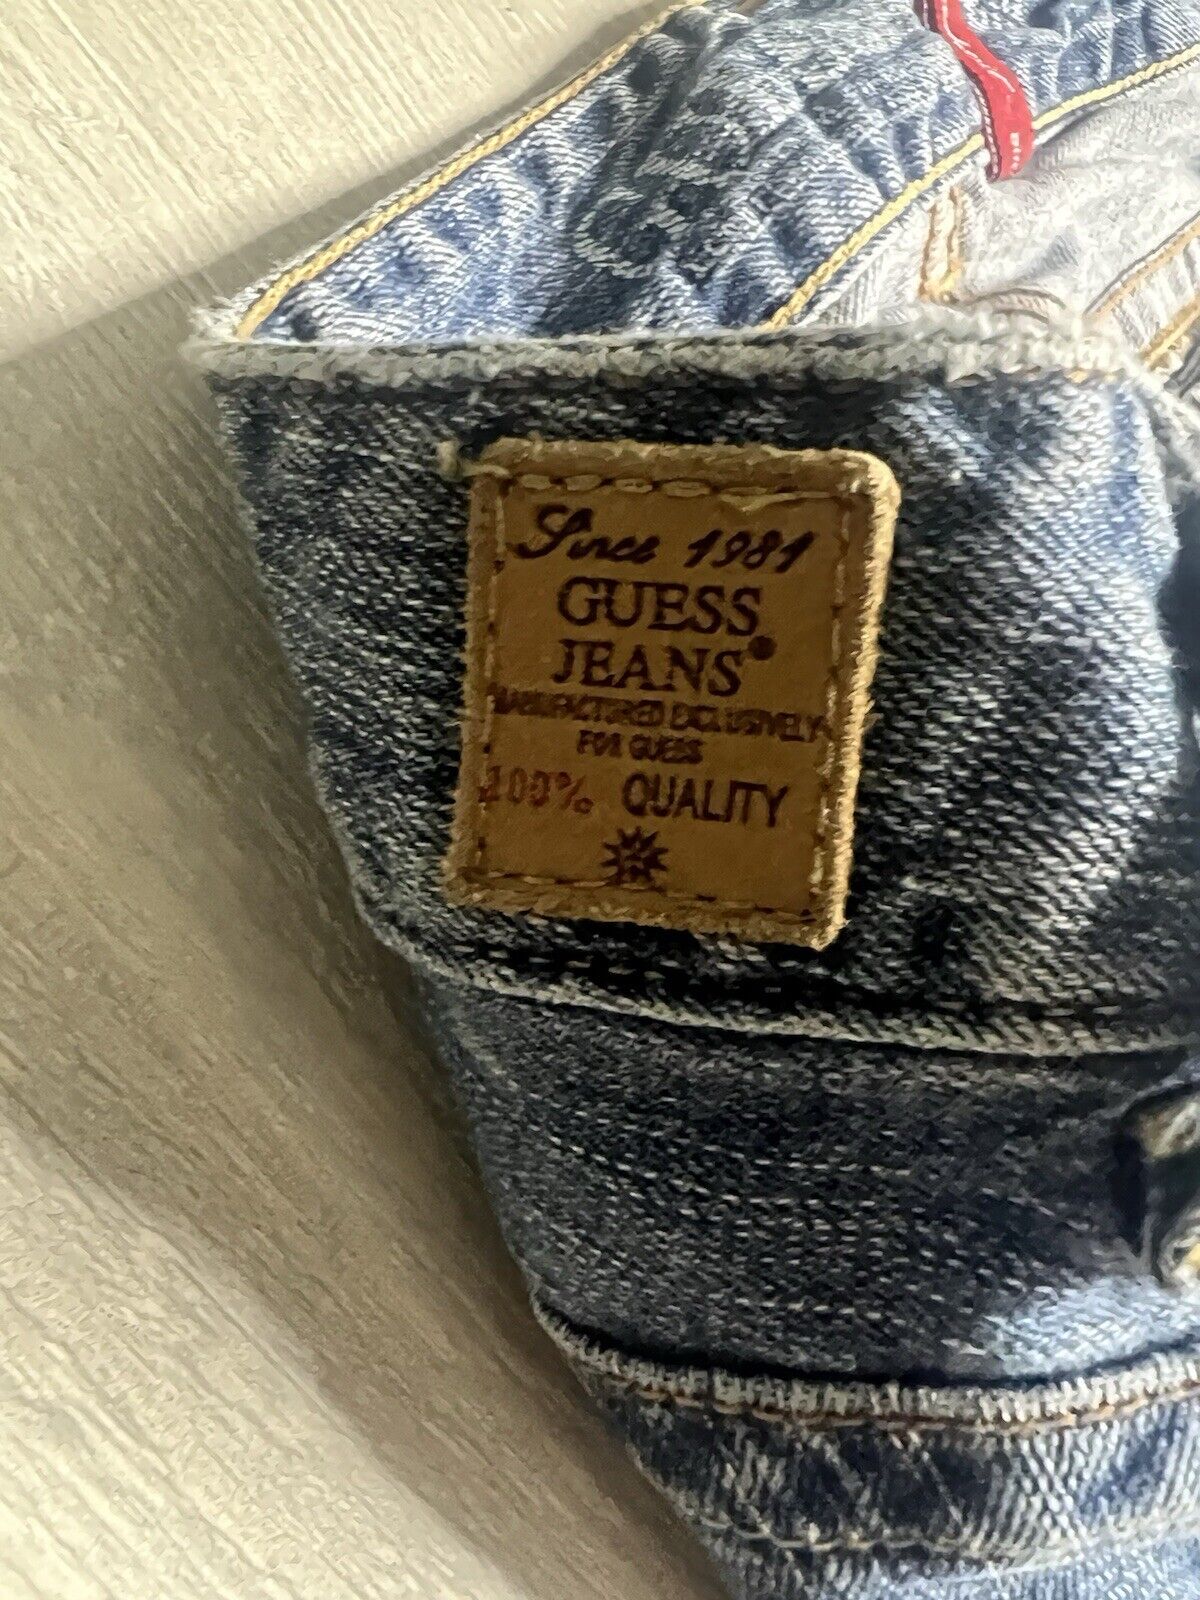 Since 1981
GUESS
JEANS®
MANUFACTURED EXCLUSIVELY
FOR GUESS
100% QUALITY